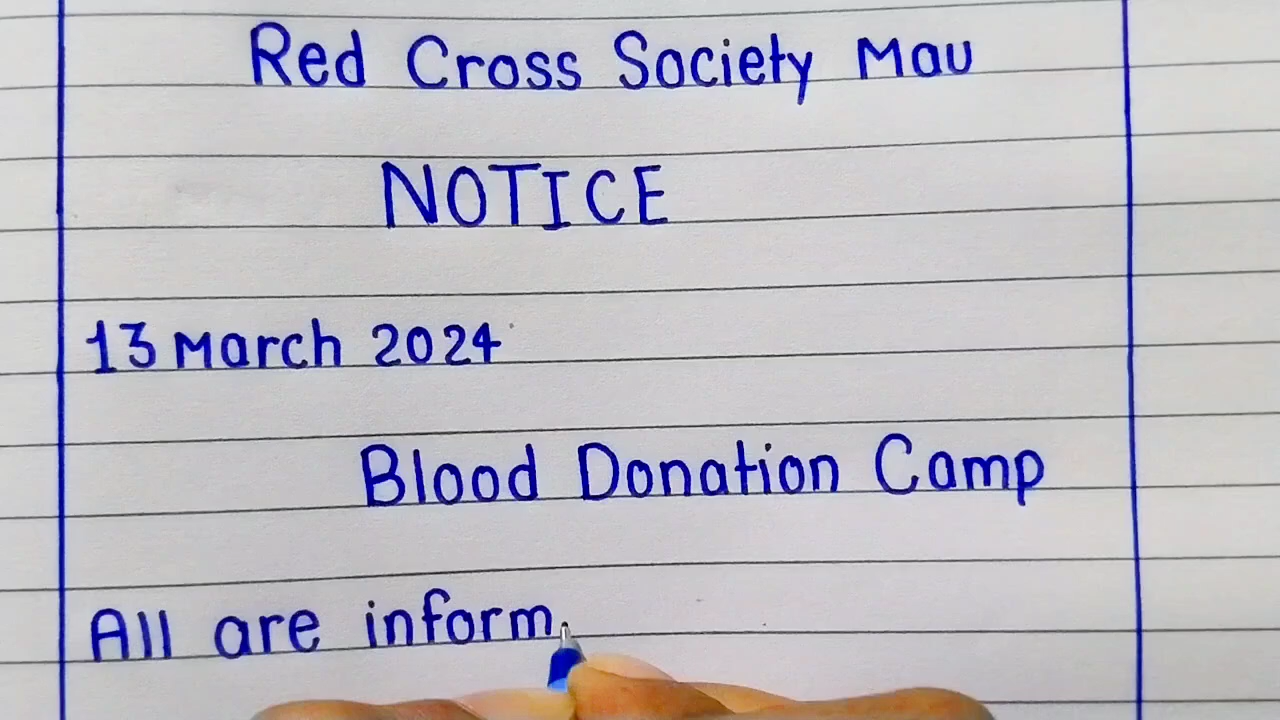 Red Cross Society Mau
NOTICE
13 March 2024
Blood Donation Camp
All are inform